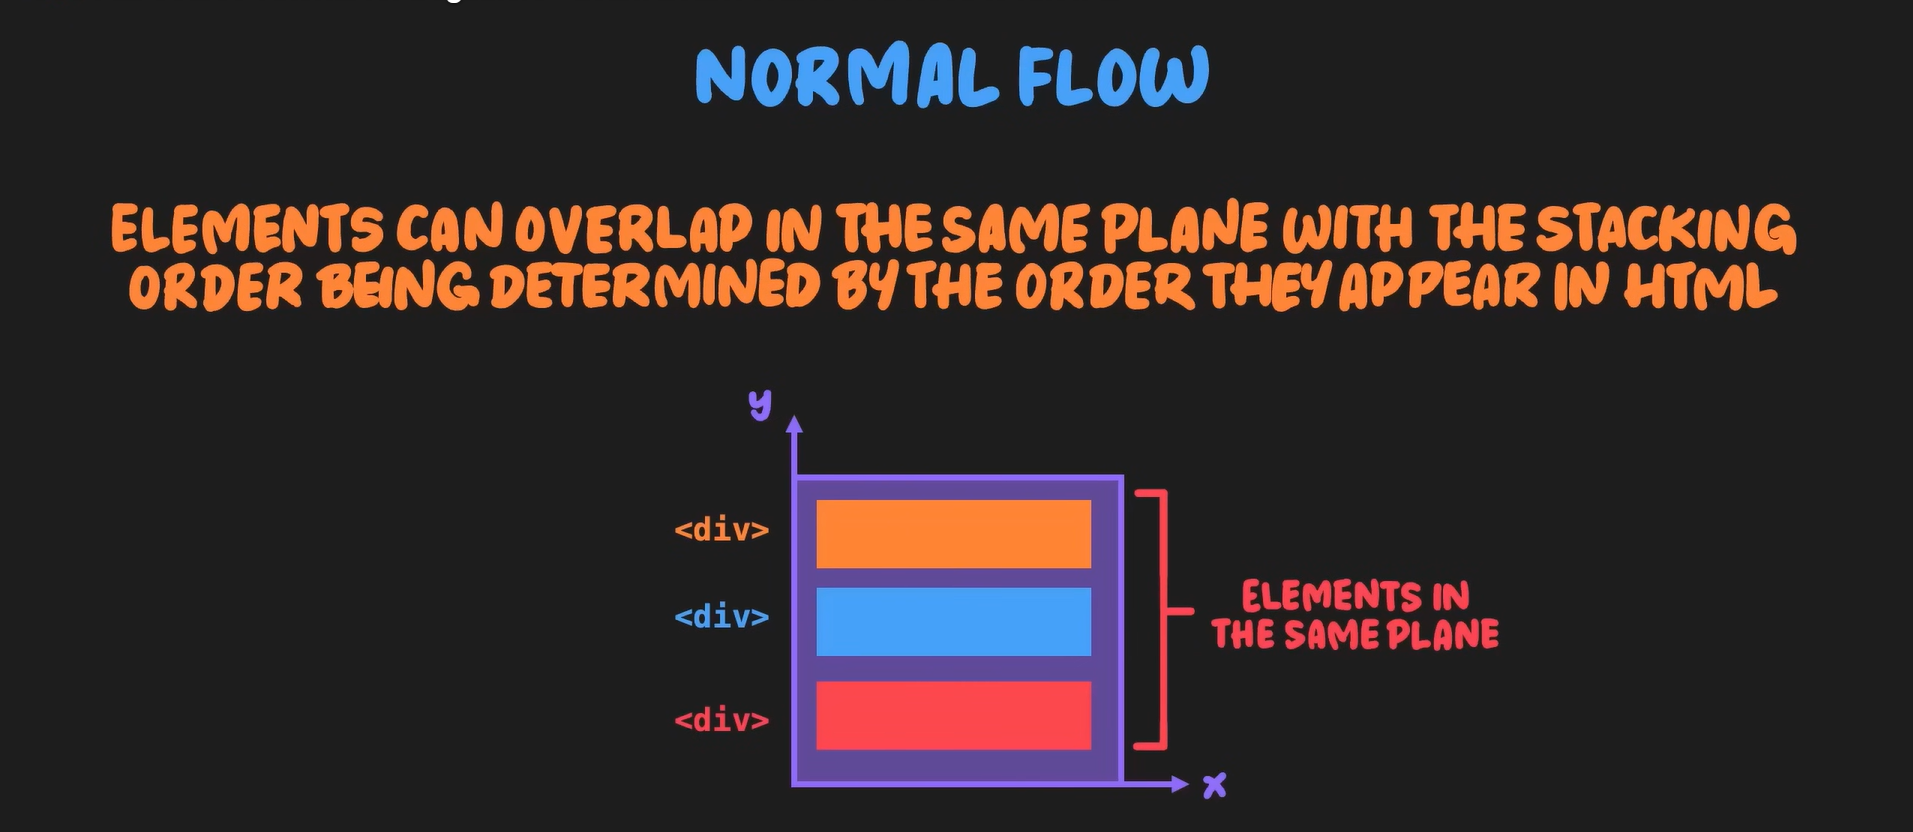 NORMAL FLOW
ELEMENTS CAN OVERLAP IN THE SAME PLANE WITH THE STACKING
ORDER BEING DETERMINED BY THE ORDER THEY APPEAR IN HTML
y
<div>
<div>
ELEMENTS IN
THE SAME PLANE
<div>
x